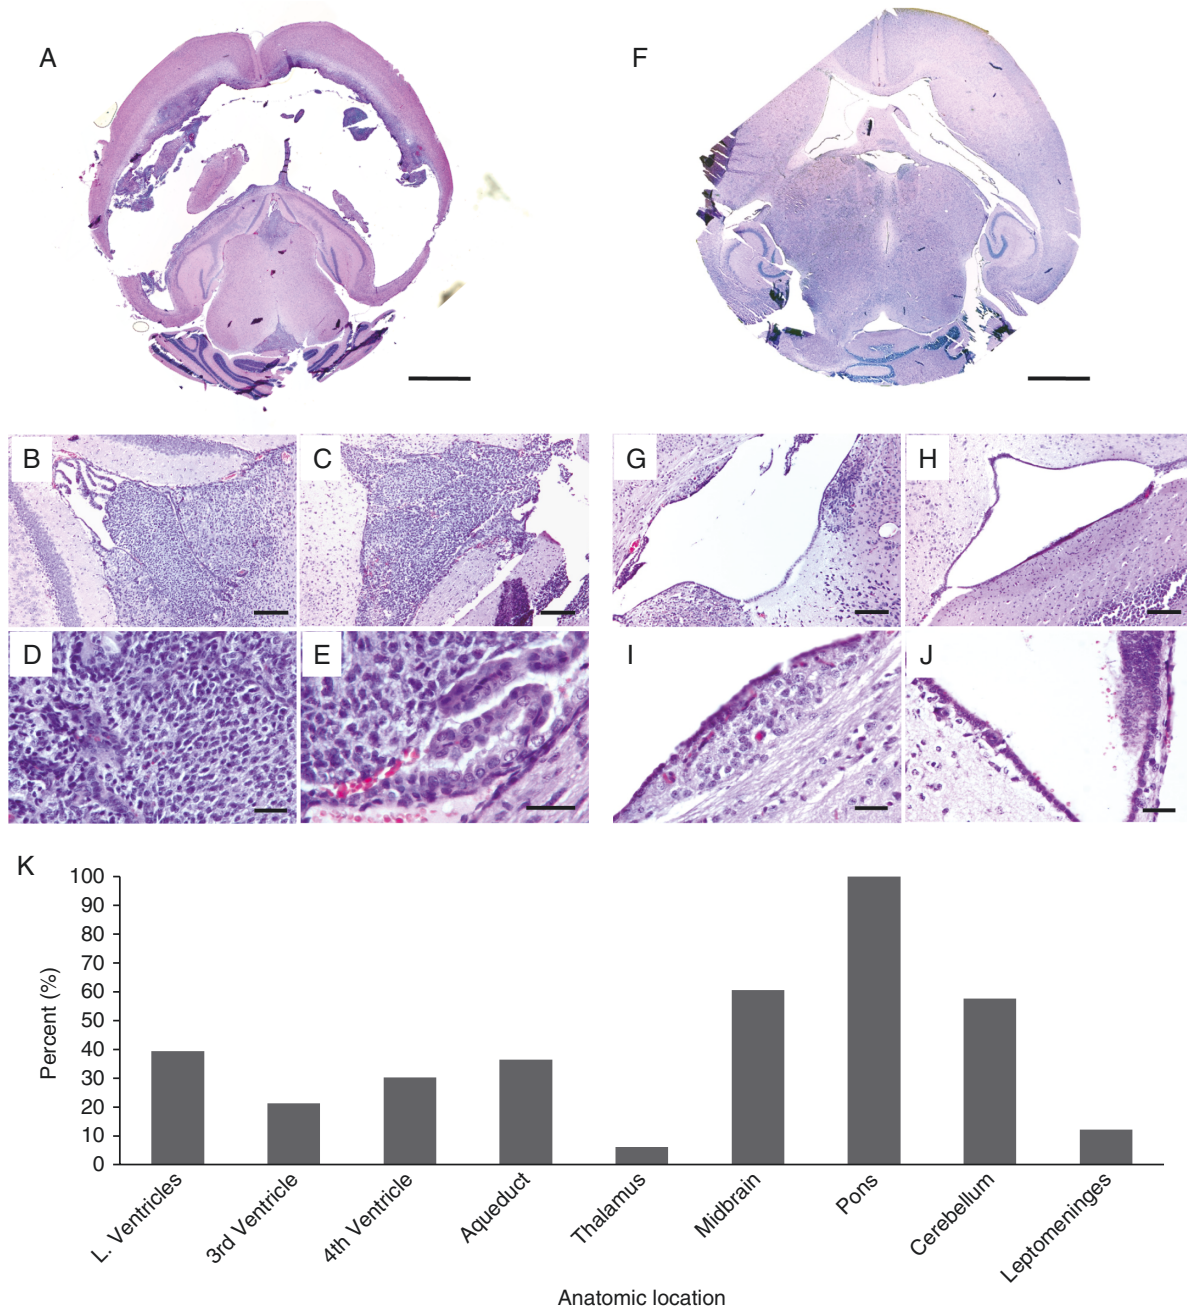 A
F
B
C
G
H
D
E
I
J
K
100
90
80
70
60
50
40
30
20
10
0
Percent (%)
L. Ventricles
3rd Ventricle
4th Ventricle
Aqueduct
Thalamus
Midbrain
Pons
Cerebellum
Leptomeninges
Anatomic location